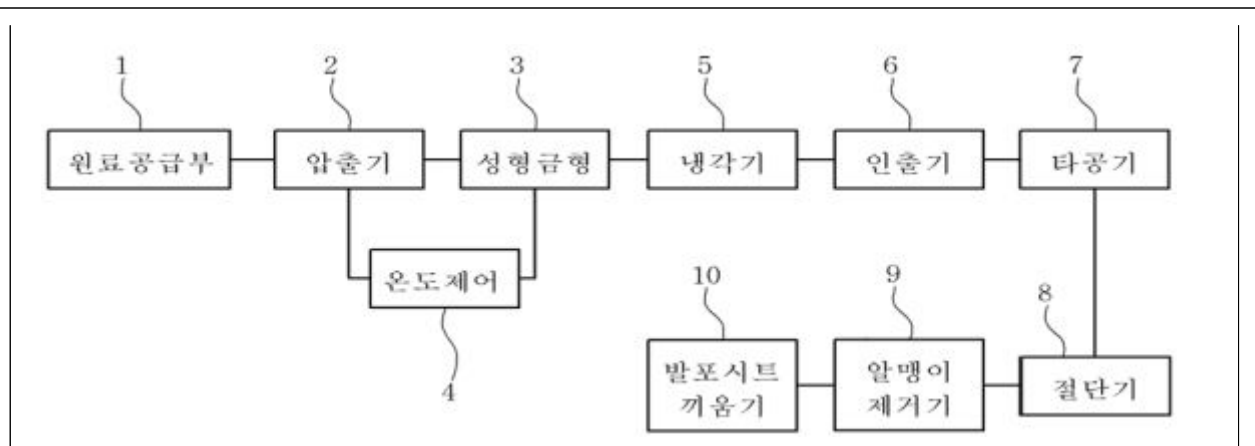 1 2 3 5 6 7
원료공급부 압출기 성형금형 냉각기 인출기 타공기
온도제어
4
10 9 8
발포시트 알맹이 절단기
끼움기 제거기